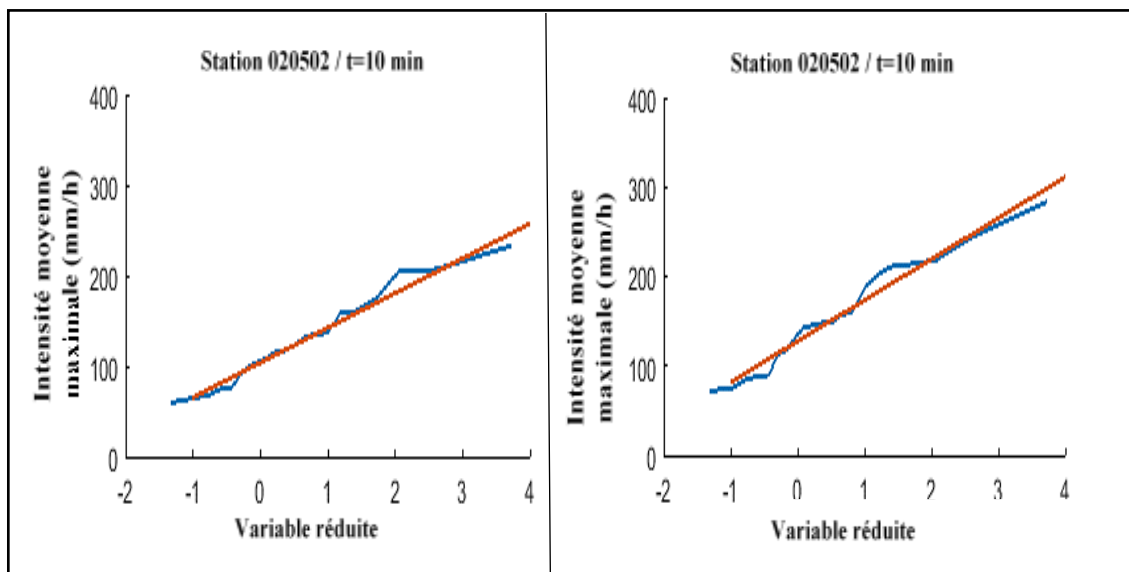 Station 020502 / t=10 min
400
300
200
100
0
-2 -1 0 1 2 3 4
Intensité moyenne
maximale (mm/h)
Variable réduite
Station 020502 / t=10 min
400
300
200
100
0
-2 -1 0 1 2 3 4
Intensité moyenne
maximale (mm/h)
Variable réduite